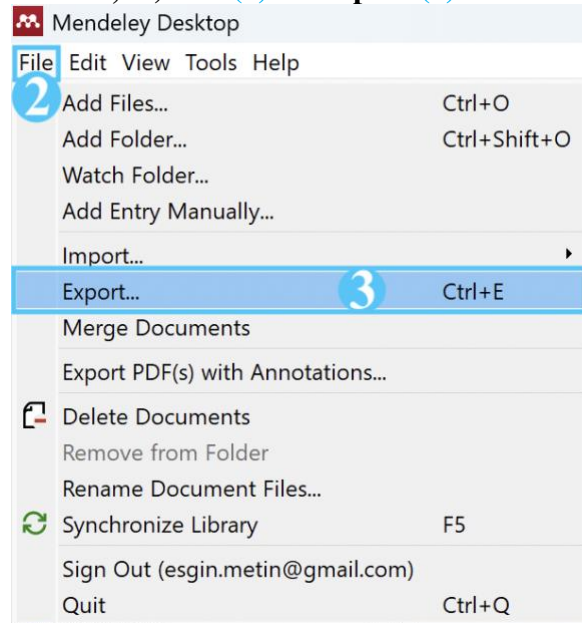 Mendeley Desktop
File Edit View Tools Help
2
Add Files... Ctrl+O
Add Folder... Ctrl+Shift+O
Watch Folder...
Add Entry Manually...
Import...
Export... 3 Ctrl+E
Merge Documents
Export PDF(s) with Annotations...
Delete Documents
Remove from Folder
Rename Document Files...
Synchronize Library F5
Sign Out (esgin.metin@gmail.com)
Quit Ctrl+Q